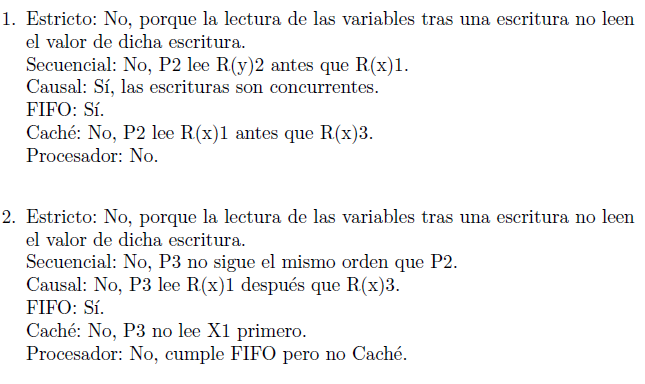 1. Estricto: No, porque la lectura de las variables tras una escritura no leen
el valor de dicha escritura.
Secuencial: No, P2 lee R(y)2 antes que R(x)1.
Causal: Sí, las escrituras son concurrentes.
FIFO: Sí.
Caché: No, P2 lee R(x)1 antes que R(x)3.
Procesador: No.
2. Estricto: No, porque la lectura de las variables tras una escritura no leen
el valor de dicha escritura.
Secuencial: No, P3 no sigue el mismo orden que P2.
Causal: No, P3 lee R(x)1 después que R(x)3.
FIFO: Sí.
Caché: No, P3 no lee X1 primero.
Procesador: No, cumple FIFO pero no Caché.